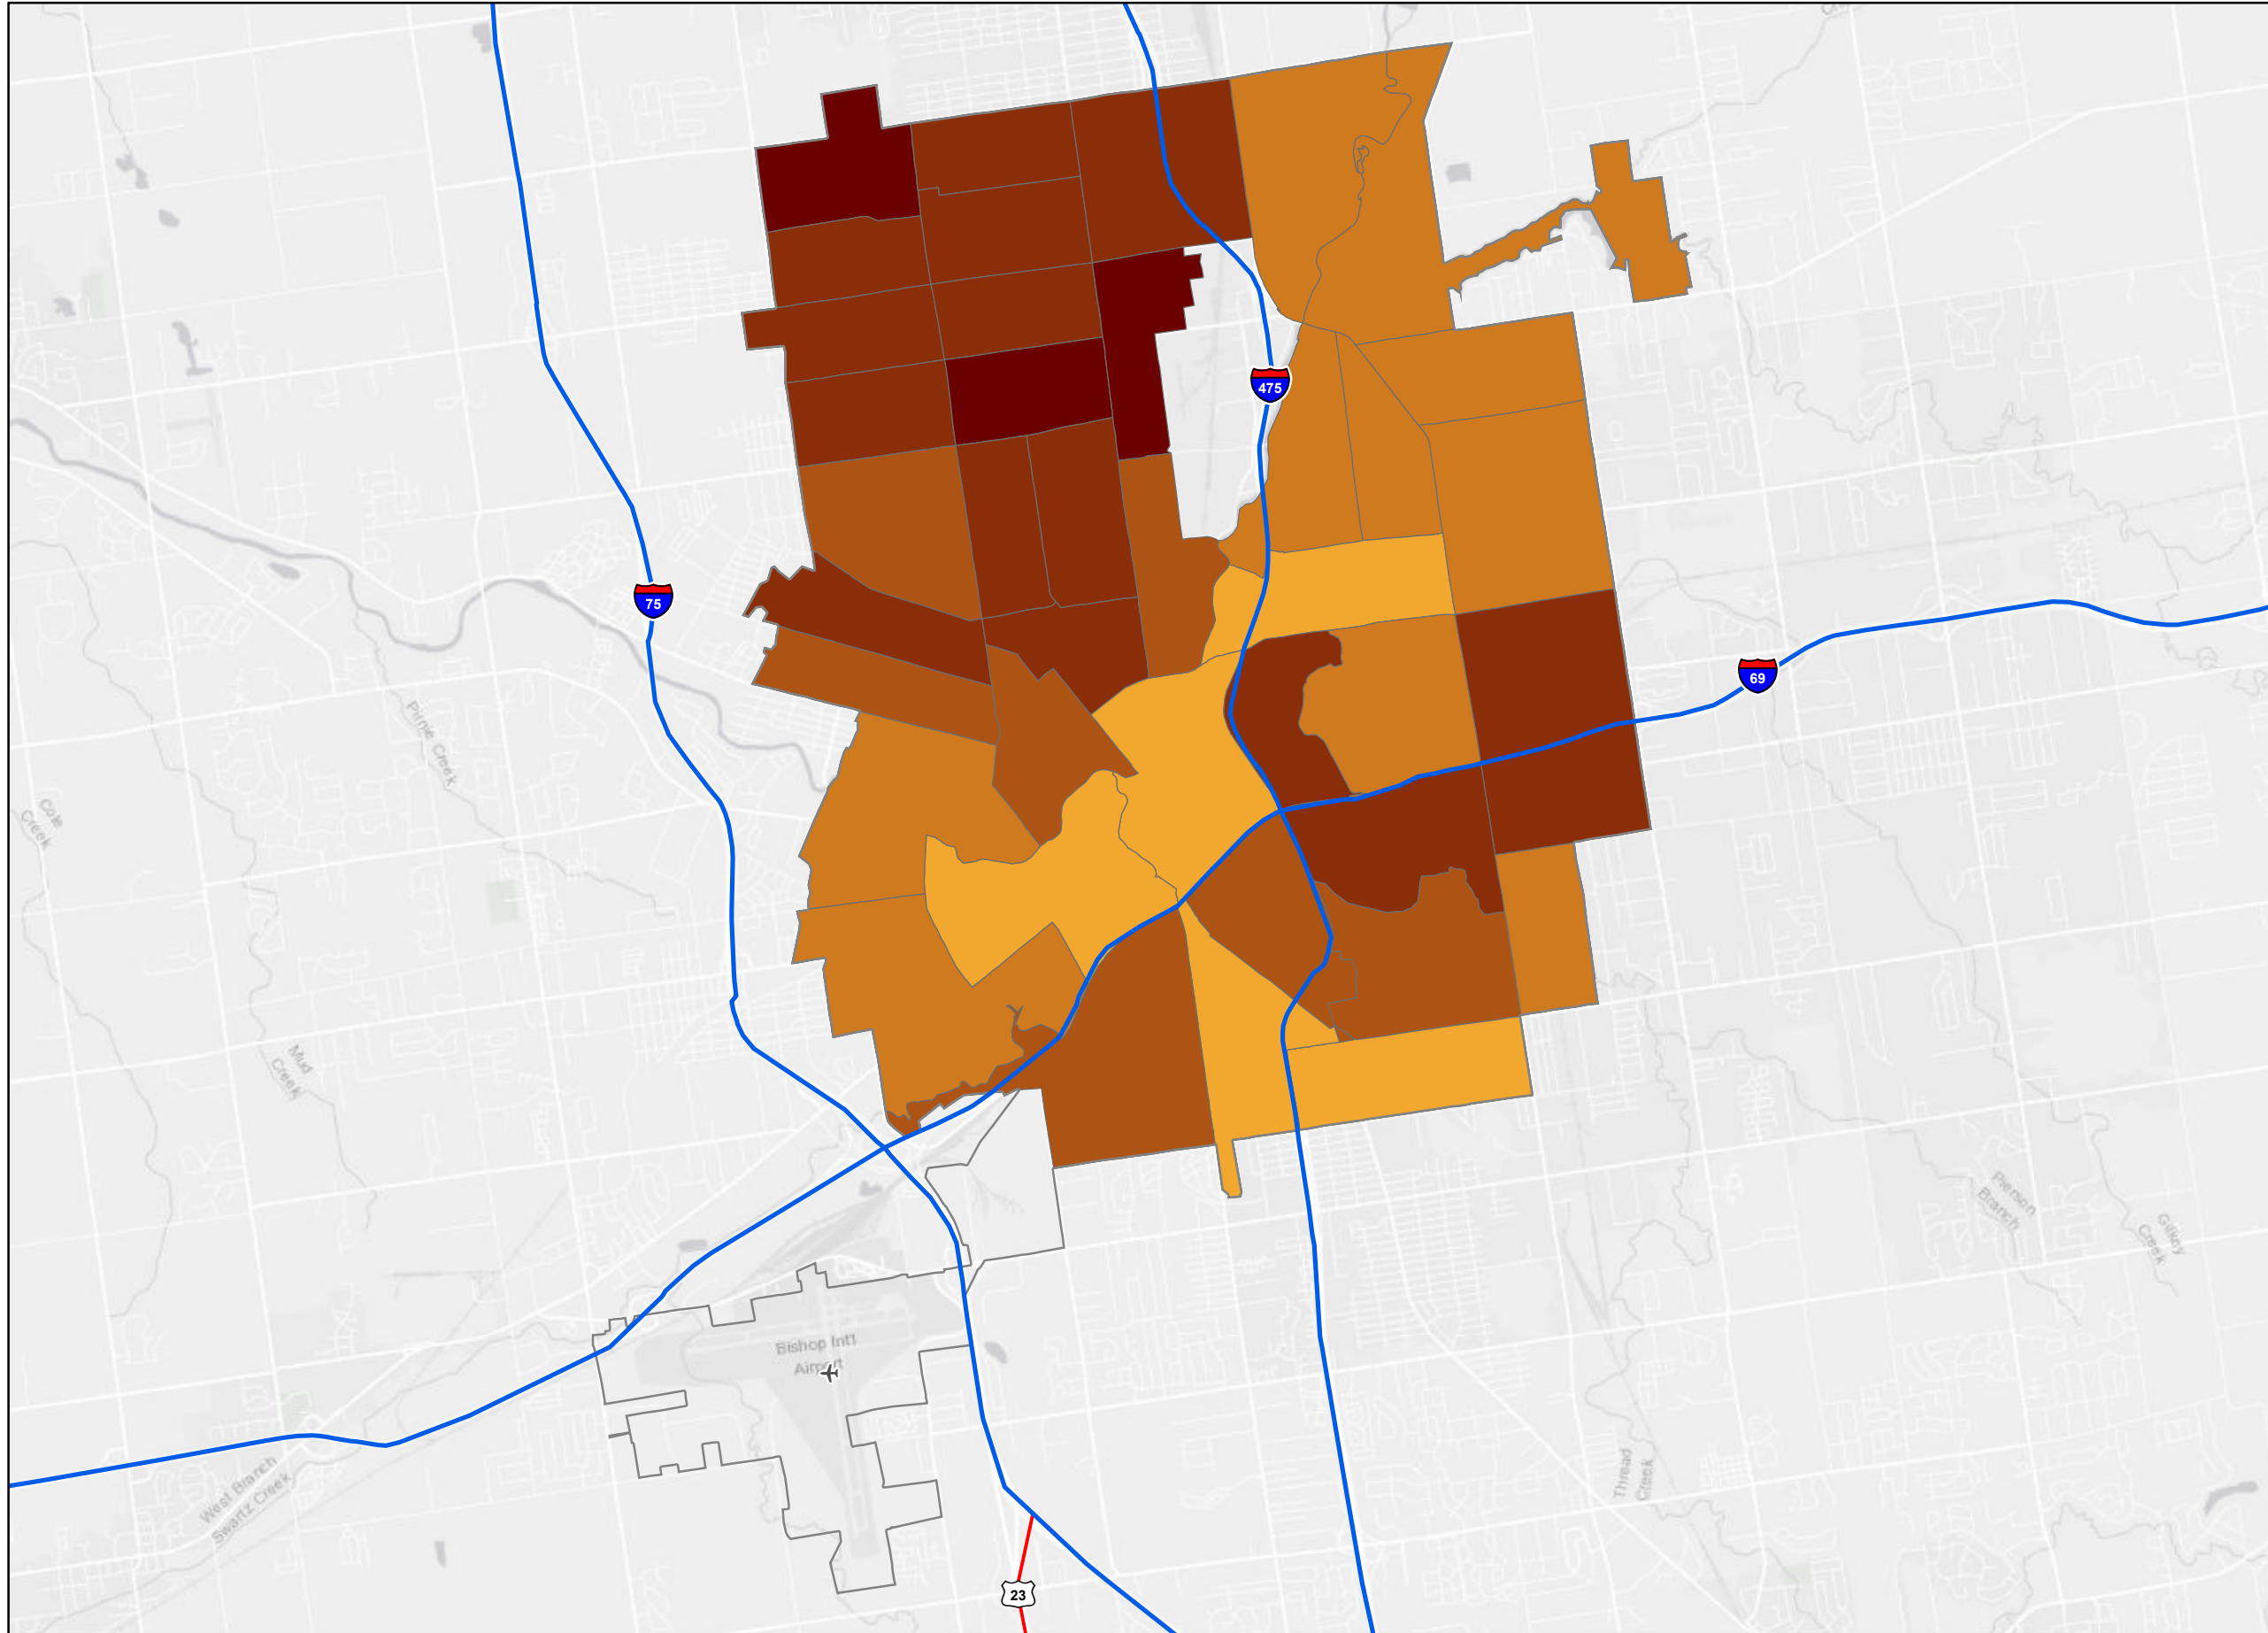 475
75
69
Pirnie
Creek
Cole
Creek
Mud
Creek
Pierson
Branch
Gilkey
Creek
Bishop Int'l
Airport
West Branch
Swartz Creek
Thread
Creek
23